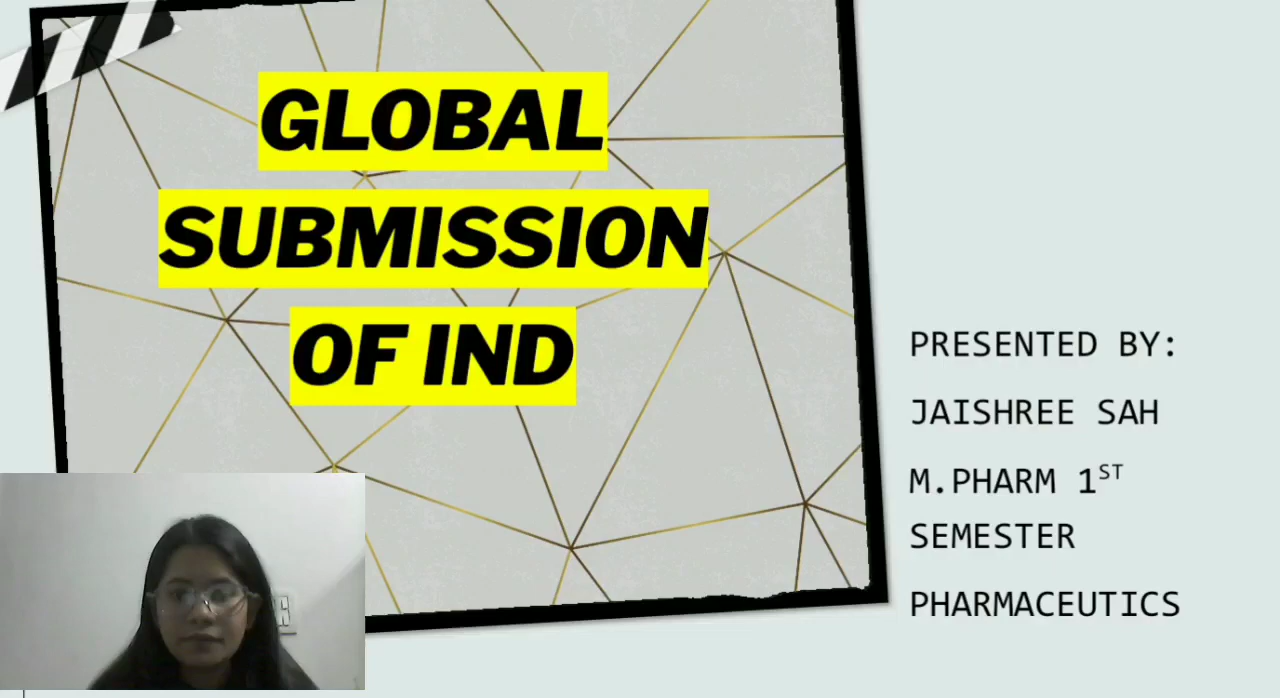 GLOBAL
SUBMISSION
OF IND
PRESENTED BY:
JAISHREE SAH
M.PHARM 1ST
SEMESTER
PHARMACEUTICS